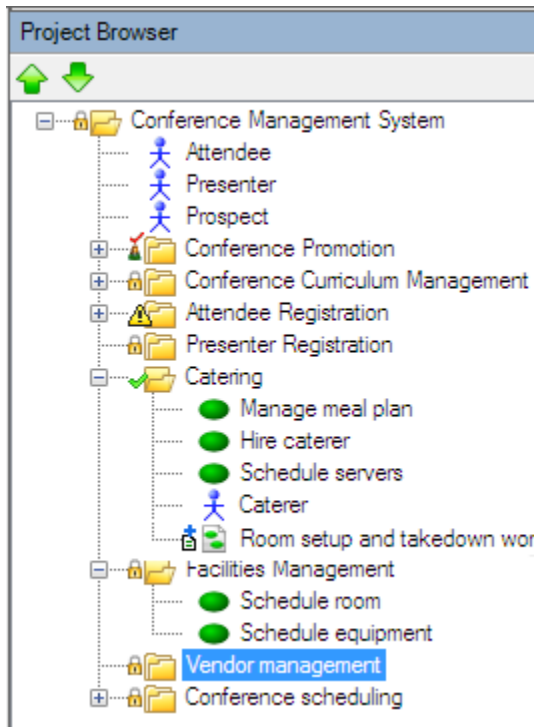 Project Browser
Conference Management System
Attendee
Presenter
Prospect
Conference Promotion
Conference Curriculum Management
Attendee Registration
Presenter Registration
Catering
Manage meal plan
Hire caterer
Schedule servers
Caterer
Room setup and takedown wor
Facilities Management
Schedule room
Schedule equipment
Vendor management
Conference scheduling